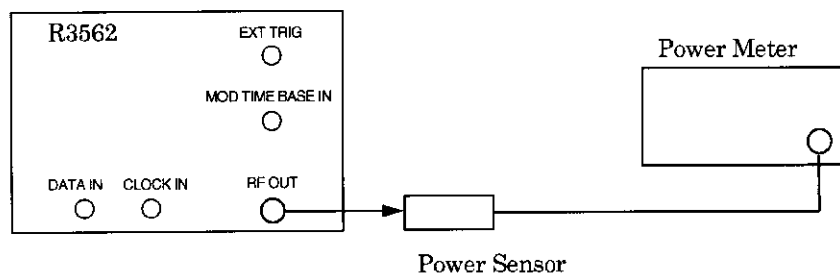 R3562
EXT TRIG
Power Meter
MOD TIME BASE IN
DATA IN
CLOCK IN
RF OUT
Power Sensor